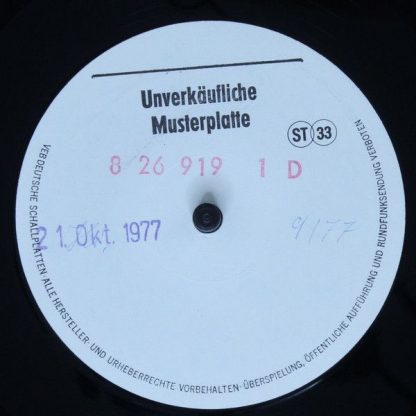 Unverkäufliche
Musterplatte
ST 33
8 26 919 1 D
21. Okt. 1977
9/77
VEB DEUTSCHE SCHALLPLATTEN·ALLE HERSTELLER- UND URHEBERRECHTE VORBEHALTEN·ÜBERSPIELUNG, ÖFFENTLICHE AUFFÜHRUNG UND RUNDFUNKSENDUNG VERBOTEN